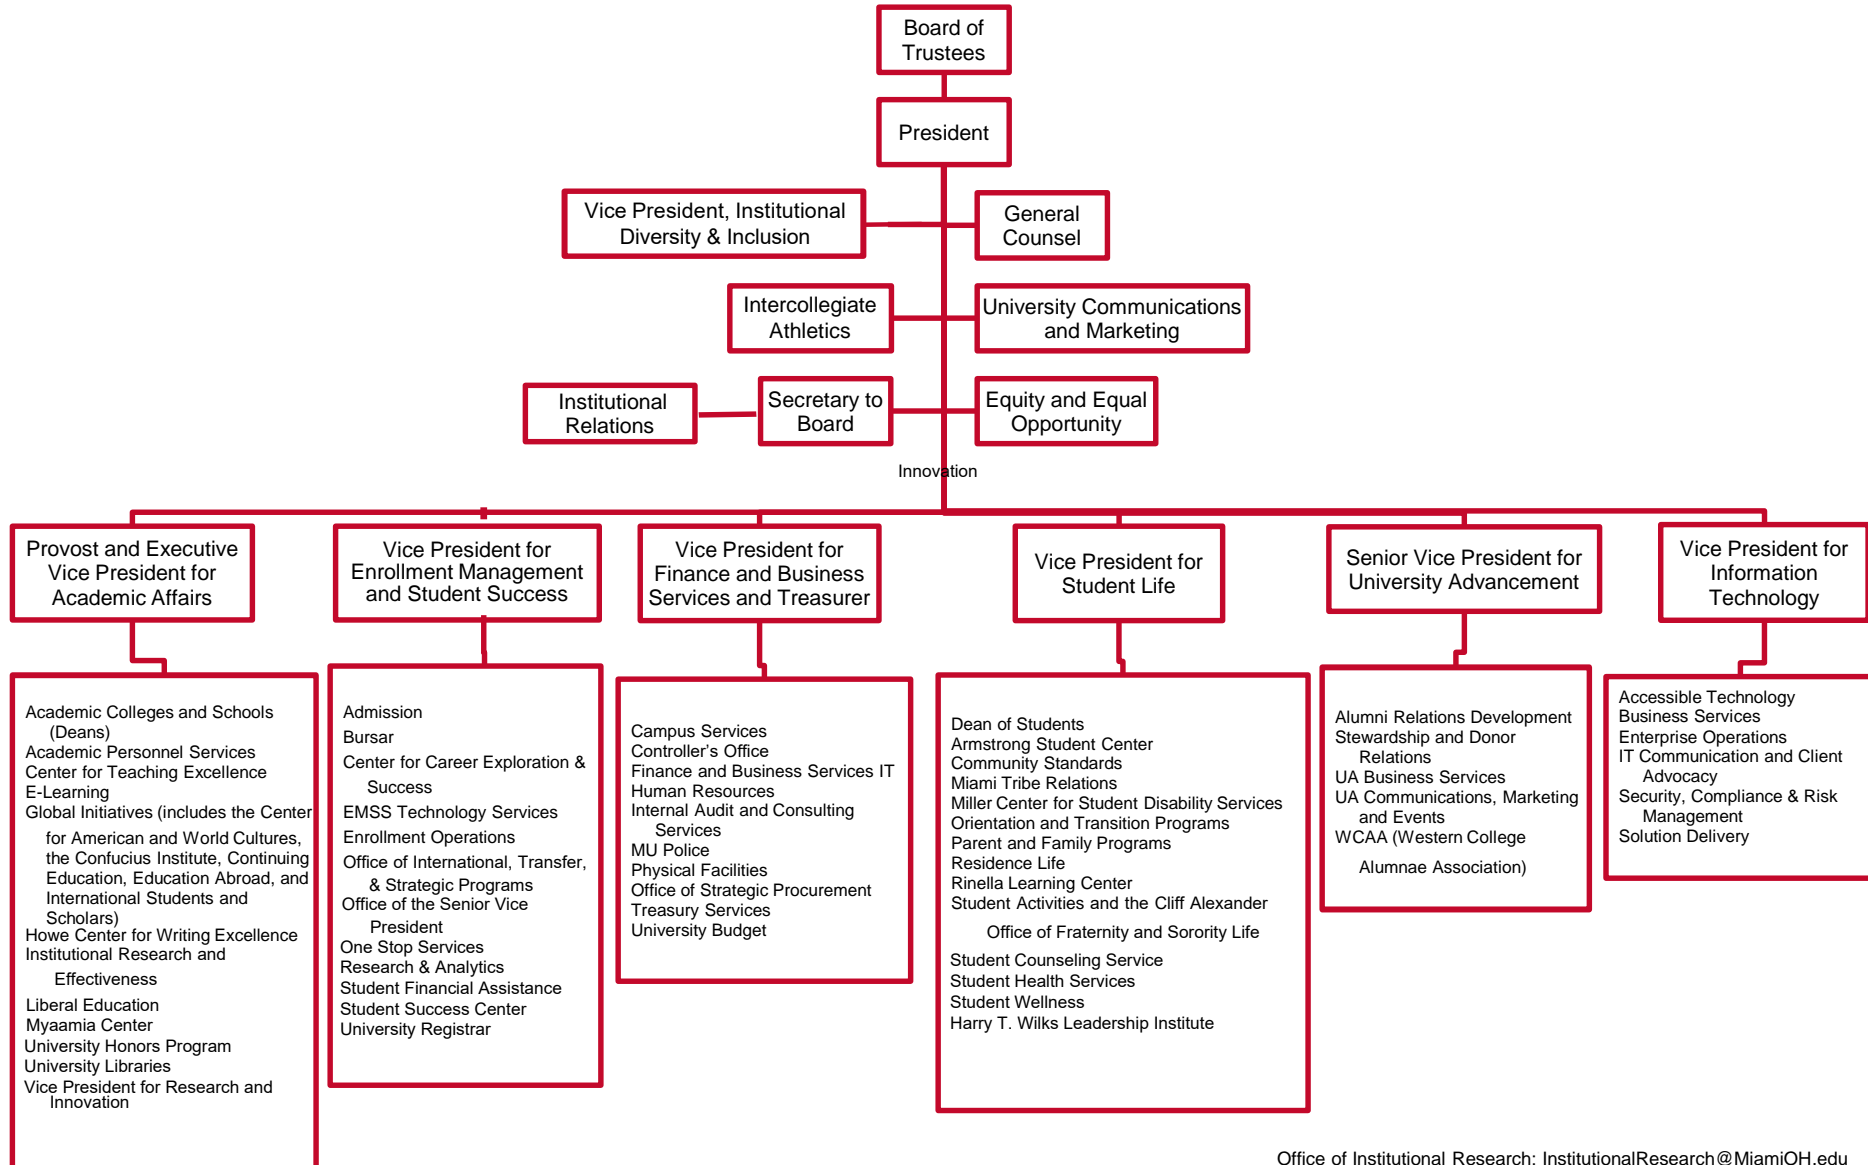 Board of
Trustees
President
Vice President, Institutional
Diversity & Inclusion
General
Counsel
Intercollegiate
Athletics
University Communications
and Marketing
Institutional
Relations
Secretary to
Board
Equity and Equal
Opportunity
Innovation
Provost and Executive
Vice President for
Academic Affairs
Vice President for
Enrollment Management
and Student Success
Vice President for
Finance and Business
Services and Treasurer
Vice President for
Student Life
Senior Vice President for
University Advancement
Vice President for
Information
Technology
Academic Colleges and Schools
(Deans)
Academic Personnel Services
Center for Teaching Excellence
E-Learning
Global Initiatives (includes the Center
for American and World Cultures,
the Confucius Institute, Continuing
Education, Education Abroad, and
International Students and
Scholars)
Howe Center for Writing Excellence
Institutional Research and
Effectiveness
Liberal Education
Myaamia Center
University Honors Program
University Libraries
Vice President for Research and
Innovation
Admission
Bursar
Center for Career Exploration &
Success
EMSS Technology Services
Enrollment Operations
Office of International, Transfer,
& Strategic Programs
Office of the Senior Vice
President
One Stop Services
Research & Analytics
Student Financial Assistance
Student Success Center
University Registrar
Campus Services
Controller's Office
Finance and Business Services IT
Human Resources
Internal Audit and Consulting
Services
MU Police
Physical Facilities
Office of Strategic Procurement
Treasury Services
University Budget
Dean of Students
Armstrong Student Center
Community Standards
Miami Tribe Relations
Miller Center for Student Disability Services
Orientation and Transition Programs
Parent and Family Programs
Residence Life
Rinella Learning Center
Student Activities and the Cliff Alexander
Office of Fraternity and Sorority Life
Student Counseling Service
Student Health Services
Student Wellness
Harry T. Wilks Leadership Institute
Alumni Relations Development
Stewardship and Donor
Relations
UA Business Services
UA Communications, Marketing
and Events
WCAA (Western College
Alumnae Association)
Accessible Technology
Business Services
Enterprise Operations
IT Communication and Client
Advocacy
Security, Compliance & Risk
Management
Solution Delivery
Office of Institutional Research; InstitutionalResearch@MiamiOH.edu